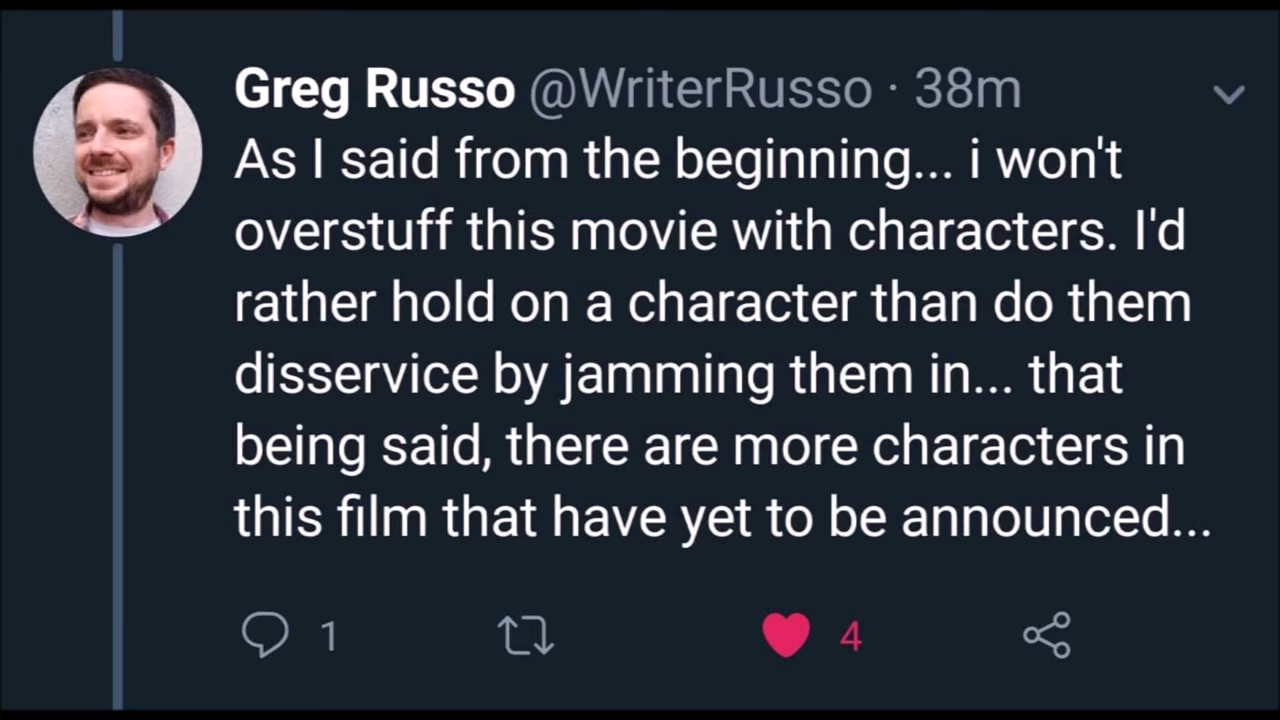 Greg Russo @WriterRusso · 38m
As I said from the beginning... i won't
overstuff this movie with characters. I'd
rather hold on a character than do them
disservice by jamming them in... that
being said, there are more characters in
this film that have yet to be announced...
1
4